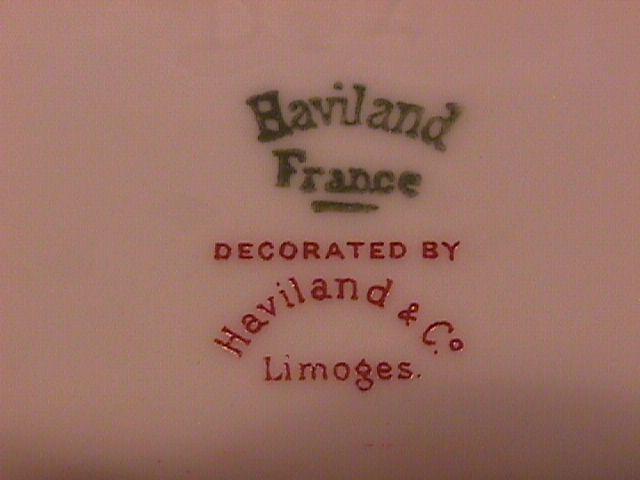 Haviland
France
DECORATED BY
Haviland & Co
Limoges.